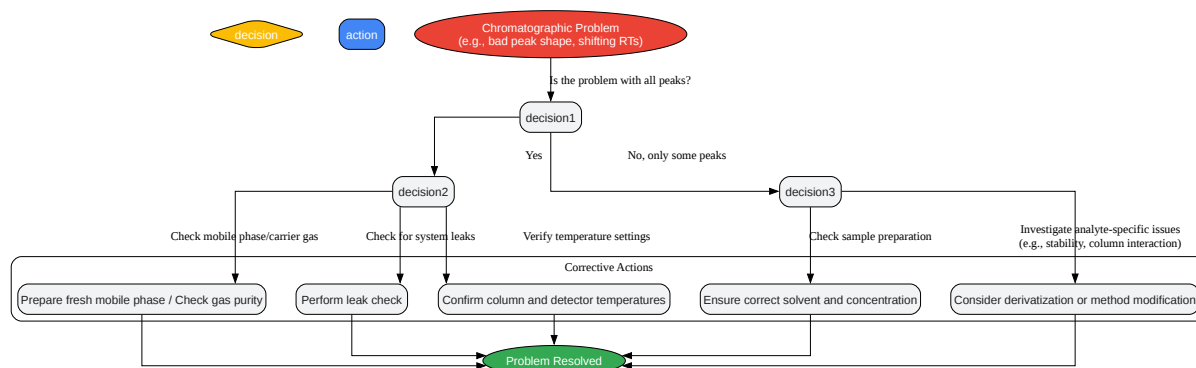 decision
action
Chromatographic Problem
(e.g., bad peak shape, shifting RTs)
Is the problem with all peaks?
decision1
Yes
No, only some peaks
decision2
decision3
Check mobile phase/carrier gas
Check for system leaks
Verify temperature settings
Check sample preparation
Investigate analyte-specific issues
(e.g., stability, column interaction)
Corrective Actions
Prepare fresh mobile phase / Check gas purity
Perform leak check
Confirm column and detector temperatures
Ensure correct solvent and concentration
Consider derivatization or method modification
Problem Resolved